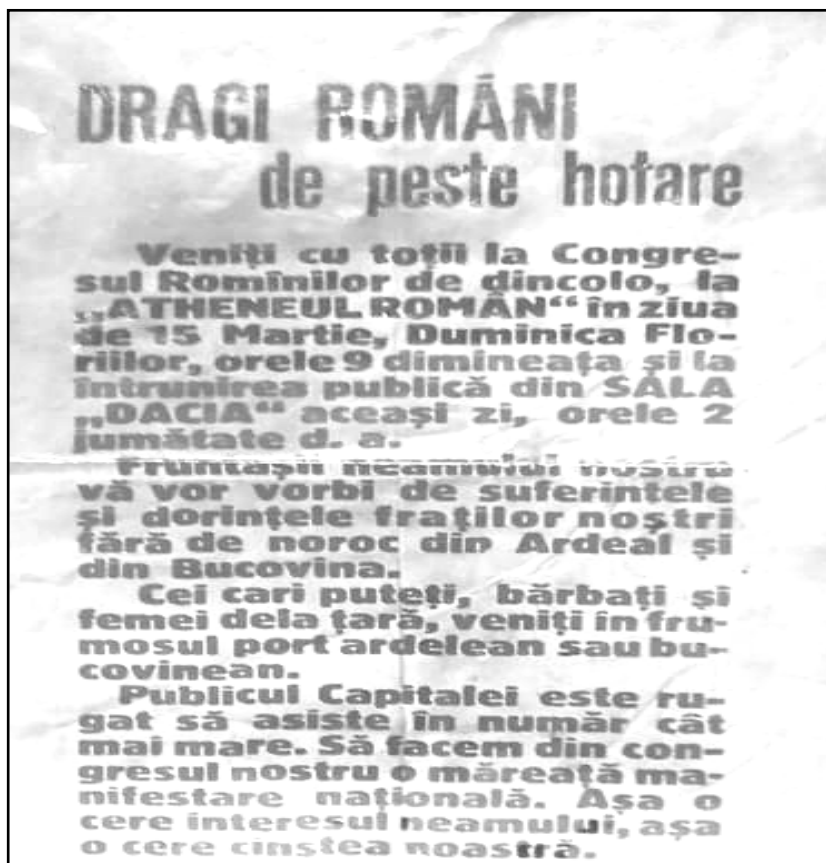 DRAGI ROMÂNI
de peste hotare
Veniți cu toții la Congre-
sul Romînilor de dincolo, la
„ATHENEUL ROMÂN“ în ziua
de 15 Martie, Duminica Flo-
riilor, orele 9 dimineața și la
întrunirea publică din SALA
„DACIA“ aceași zi, orele 2
jumătate d. a.
Fruntașii neamului nostru
vă vor vorbi de suferințele
și dorințele fraților noștri
fără de noroc din Ardeal și
din Bucovina.
Cei cari puteți, bărbați și
femei dela țară, veniți în fru-
mosul port ardelean sau bu-
covinean.
Publicul Capitalei este ru-
gat să asiste în număr cât
mai mare. Să facem din con-
gresul nostru o măreață ma-
nifestare națională. Așa o
cere interesul neamului, așa
o cere cinstea noastră.